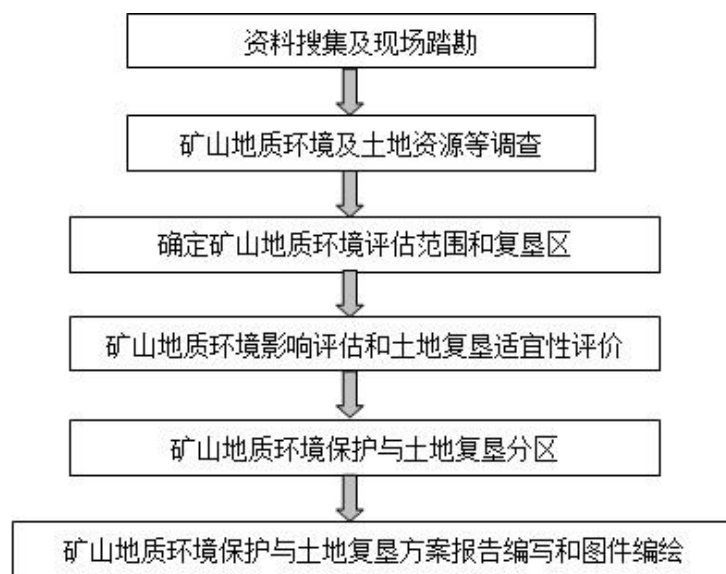 资料搜集及现场踏勘
矿山地质环境及土地资源等调查
确定矿山地质环境评估范围和复垦区
矿山地质环境影响评估和土地复垦适宜性评价
矿山地质环境保护与土地复垦分区
矿山地质环境保护与土地复垦方案报告编写和图件编绘